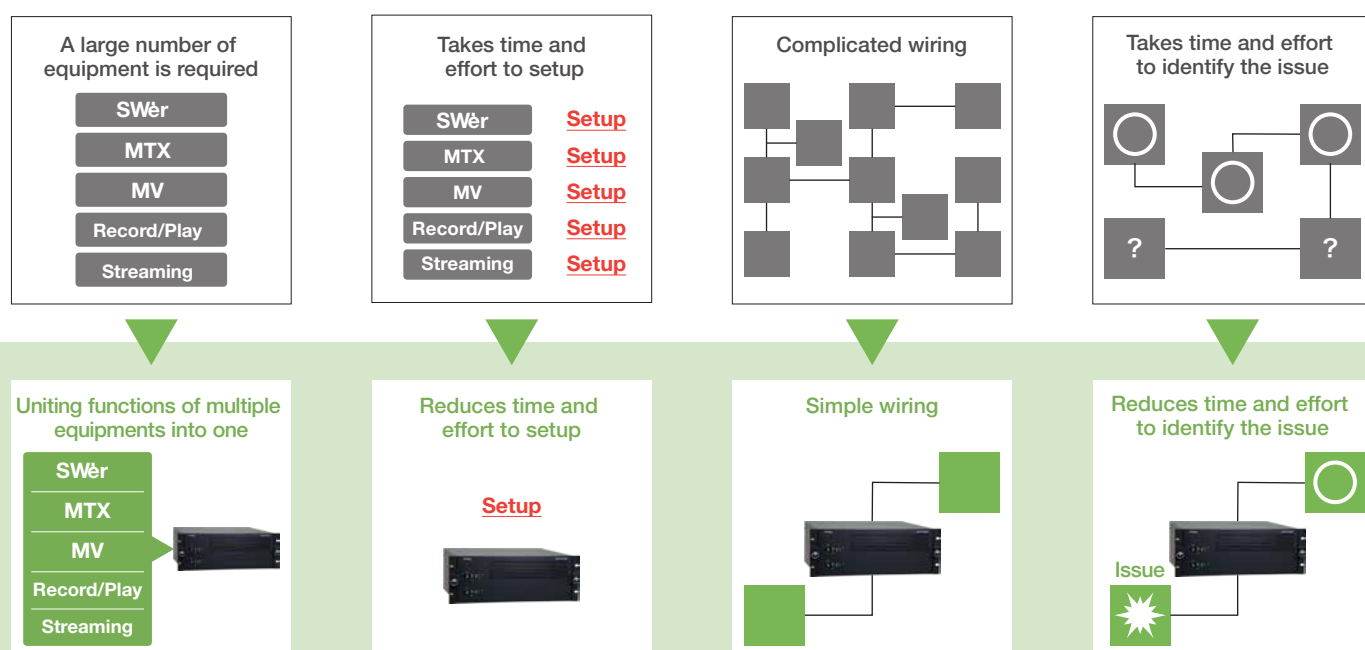 A large number of
equipment is required
SWer
MTX
MV
Record/Play
Streaming
Takes time and
effort to setup
SWer Setup
MTX Setup
MV Setup
Record/Play Setup
Streaming Setup
Complicated wiring
Takes time and effort
to identify the issue
? ?
Uniting functions of multiple
equipments into one
SWer
MTX
MV
Record/Play
Streaming
Reduces time and
effort to setup
Setup
Simple wiring
Reduces time and effort
to identify the issue
Issue